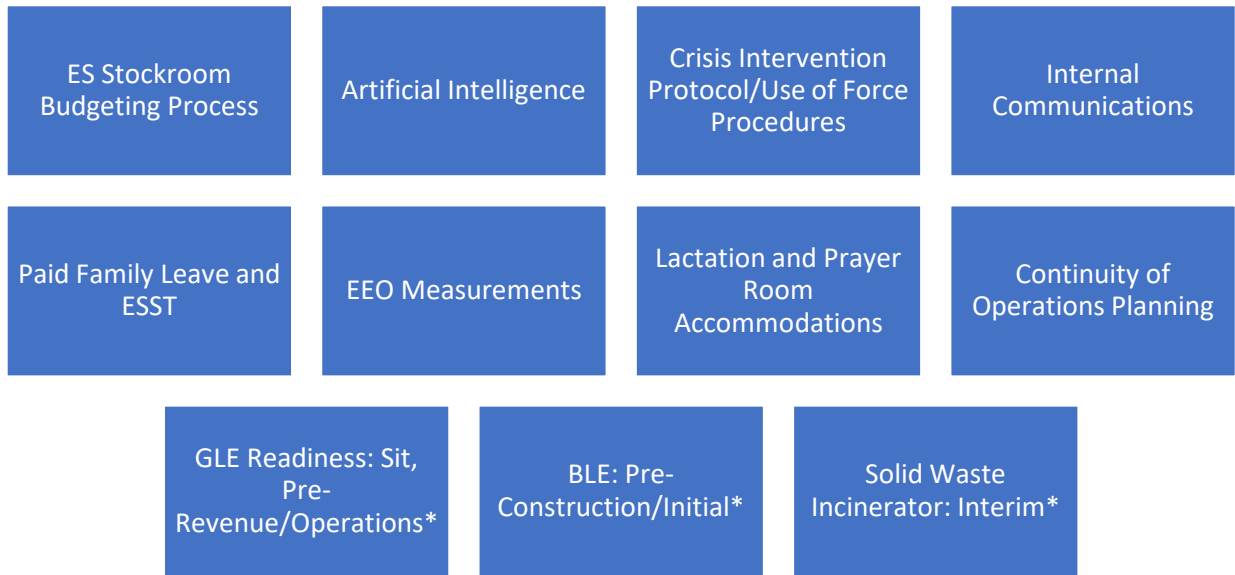 ES Stockroom
Budgeting Process
Artificial Intelligence
Crisis Intervention
Protocol/Use of Force
Procedures
Internal
Communications
Paid Family Leave and
ESST
EEO Measurements
Lactation and Prayer
Room
Accommodations
Continuity of
Operations Planning
GLE Readiness: Sit,
Pre-
Revenue/Operations*
BLE: Pre-
Construction/Initial*
Solid Waste
Incinerator: Interim*